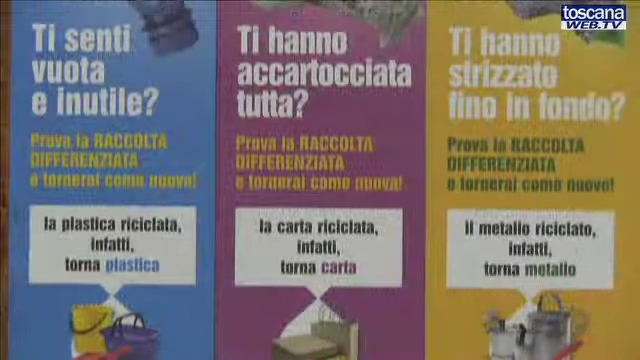 toscana
WEB.TV
Ti senti
vuota
e inutile?
Prova la RACCOLTA
DIFFERENZIATA
e tornerai come nuova!
la plastica riciclata,
infatti,
torna plastica
Ti hanno
accartocciata
tutta?
Prova la RACCOLTA
DIFFERENZIATA
e tornerai come nuova!
la carta riciclata,
infatti,
torna carta
Ti hanno
strizzato
fino in fondo?
Prova la RACCOLTA
DIFFERENZIATA
e tornerai come nuovo!
il metallo riciclato,
infatti,
torna metallo